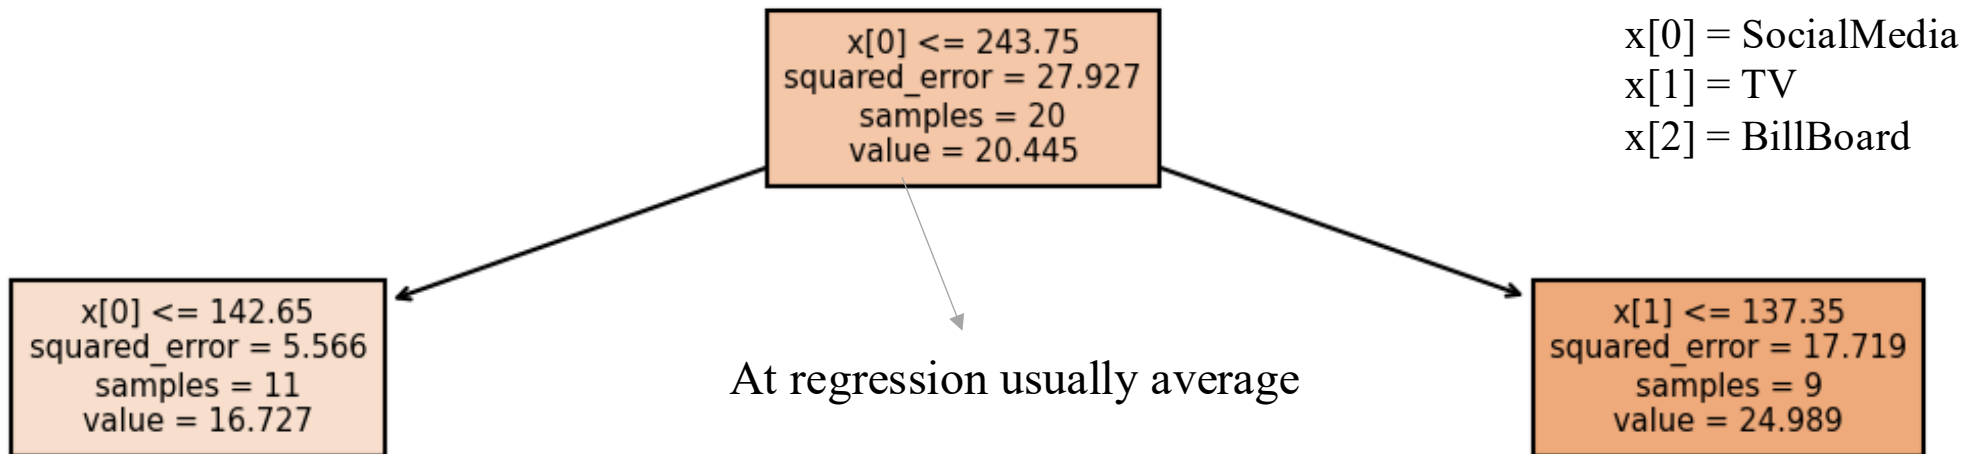 x[0] <= 243.75
squared_error = 27.927
samples = 20
value = 20.445
x[0] = SocialMedia
x[1] = TV
x[2] = BillBoard
x[0] <= 142.65
squared_error = 5.566
samples = 11
value = 16.727
At regression usually average
x[1] <= 137.35
squared_error = 17.719
samples = 9
value = 24.989